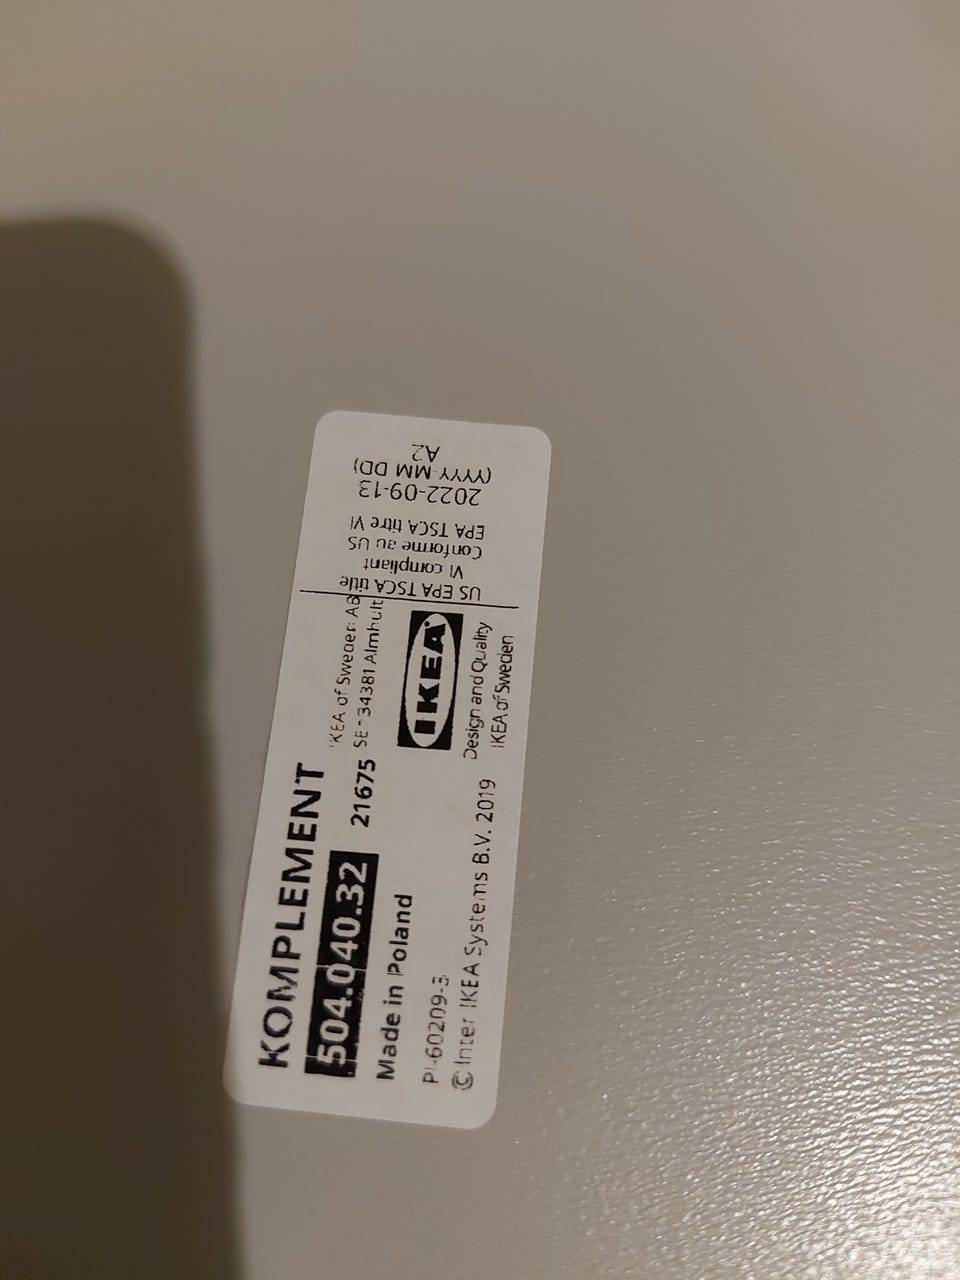 KOMPLEMENT
504.040.32
21675
IKEA of Sweden AB
SE - 34381 Älmhult
Made in Poland
PI-60209-3
© Inter IKEA Systems B.V. 2019
IKEA®
Design and Quality
IKEA of Sweden
US EPA TSCA title
VI compliant
Conforme au US
EPA TSCA titre VI
2022-09-13
(YYYY-MM DD)
A2